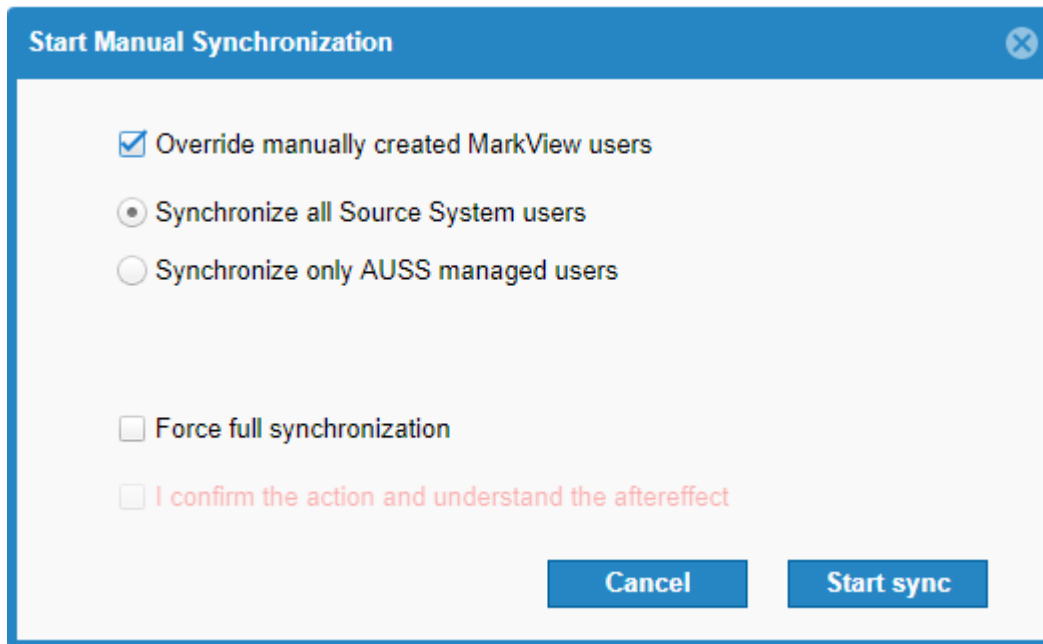 Start Manual Synchronization
Override manually created MarkView users
Synchronize all Source System users
Synchronize only AUSS managed users
Force full synchronization
I confirm the action and understand the aftereffect
Cancel Start sync